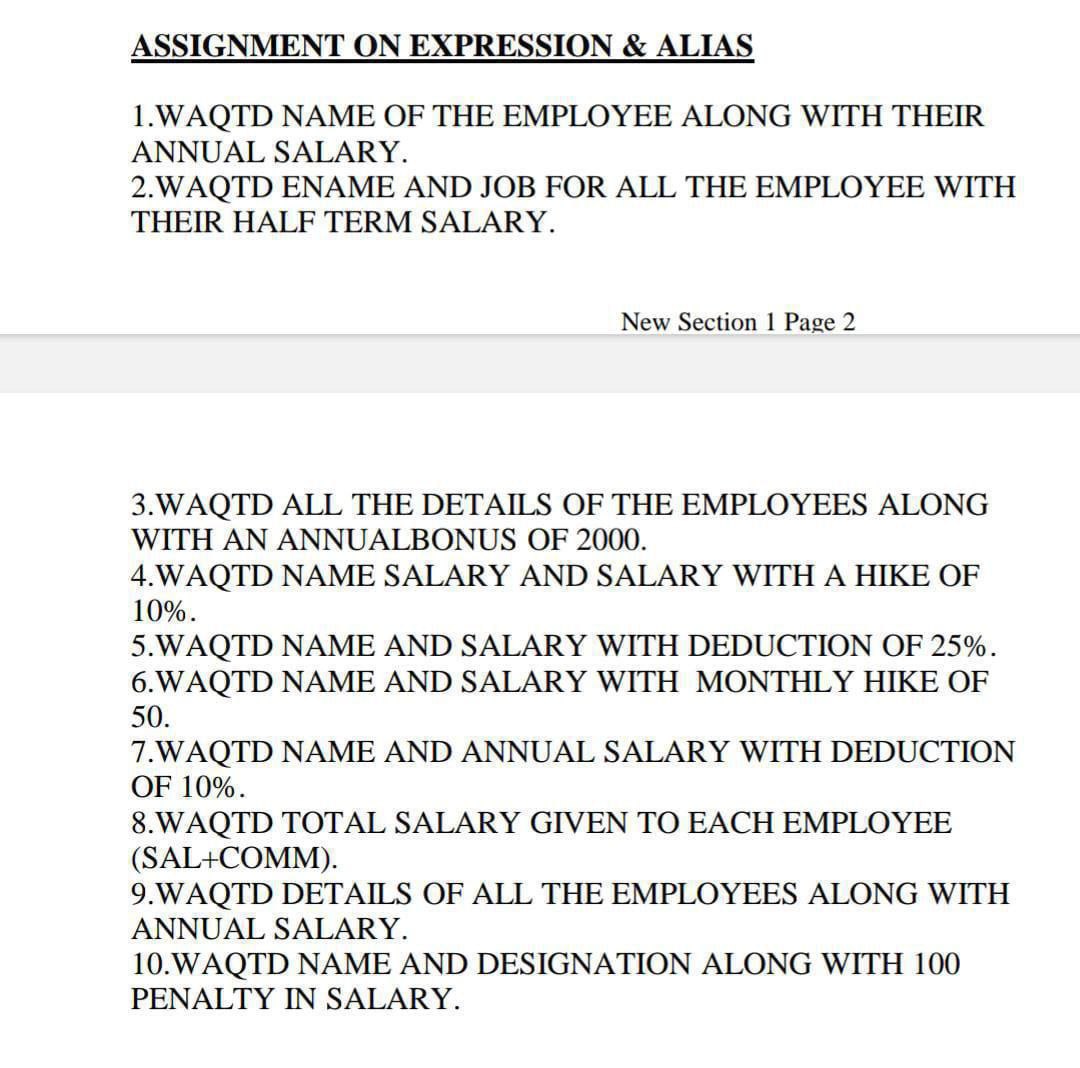 ASSIGNMENT ON EXPRESSION & ALIAS
1.WAQTD NAME OF THE EMPLOYEE ALONG WITH THEIR
ANNUAL SALARY.
2.WAQTD ENAME AND JOB FOR ALL THE EMPLOYEE WITH
THEIR HALF TERM SALARY.
New Section 1 Page 2
3.WAQTD ALL THE DETAILS OF THE EMPLOYEES ALONG
WITH AN ANNUALBONUS OF 2000.
4.WAQTD NAME SALARY AND SALARY WITH A HIKE OF
10%.
5.WAQTD NAME AND SALARY WITH DEDUCTION OF 25%.
6.WAQTD NAME AND SALARY WITH MONTHLY HIKE OF
50.
7.WAQTD NAME AND ANNUAL SALARY WITH DEDUCTION
OF 10%.
8.WAQTD TOTAL SALARY GIVEN TO EACH EMPLOYEE
(SAL+COMM).
9.WAQTD DETAILS OF ALL THE EMPLOYEES ALONG WITH
ANNUAL SALARY.
10.WAQTD NAME AND DESIGNATION ALONG WITH 100
PENALTY IN SALARY.